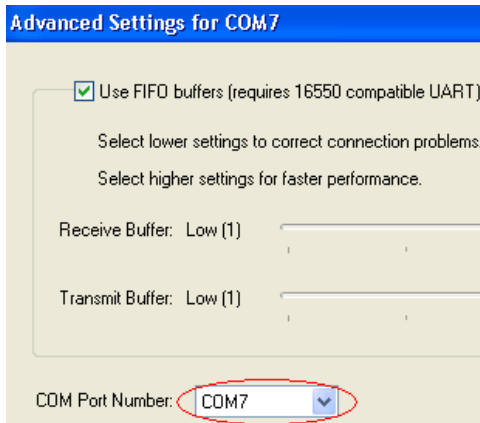 Advanced Settings for COM7
Use FIFO buffers (requires 16550 compatible UART)
Select lower settings to correct connection problems.
Select higher settings for faster performance.
Receive Buffer: Low (1)
Transmit Buffer: Low (1)
COM Port Number: COM7